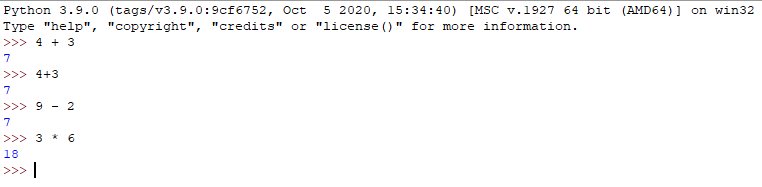 Python 3.9.0 (tags/v3.9.0:9cf6752, Oct  5 2020, 15:34:40) [MSC v.1927 64 bit (AMD64)] on win32
Type "help", "copyright", "credits" or "license()" for more information.
>>> 4 + 3
7
>>> 4+3
7
>>> 9 - 2
7
>>> 3 * 6
18
>>>